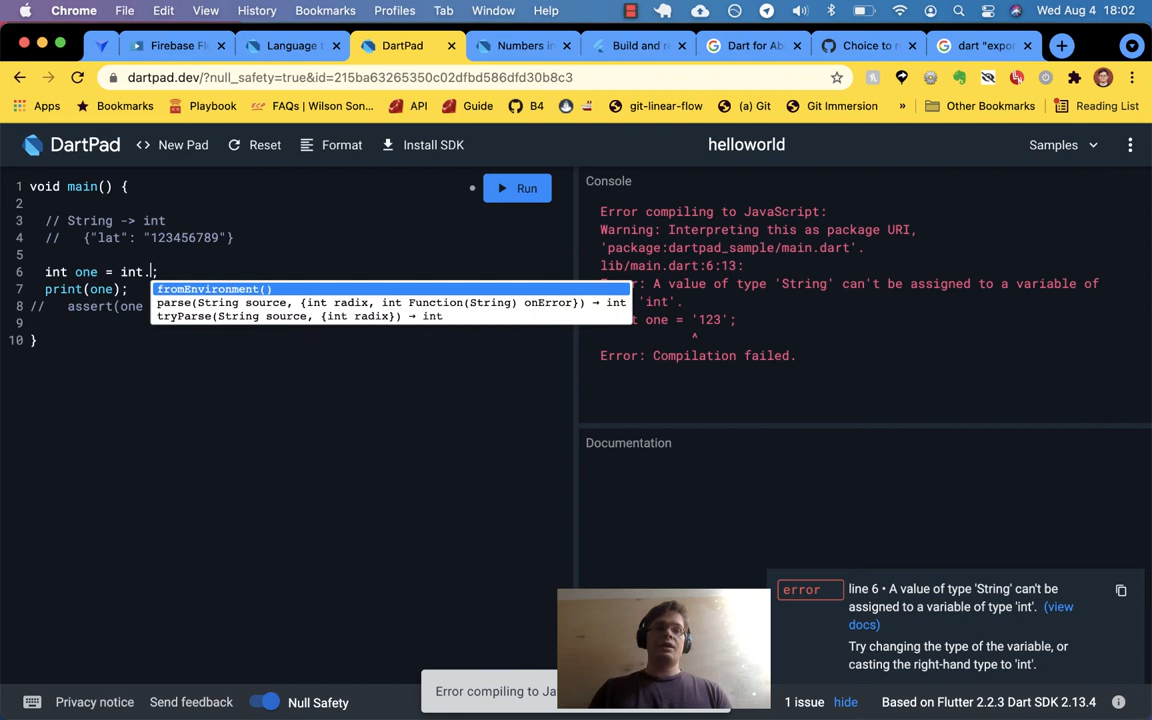 Chrome File Edit View History Bookmarks Profiles Tab Window Help Wed Aug 4 18:02
Firebase Fl
Language t
DartPad
Numbers in
Build and r
Dart for Ab
Choice to r
dart "expor
dartpad.dev/?null_safety=true&id=215ba63265350c02dfbd586dfd30b8c3
Apps Bookmarks Playbook FAQs | Wilson Son... API Guide B4 git-linear-flow (a) Git Git Immersion » Other Bookmarks Reading List
DartPad <> New Pad Reset Format Install SDK helloworld Samples
Run
1 void main() {
2
3 // String -> int
4 // {"lat": "123456789"}
5
6 int one = int.;
7 print(one);
8 // assert(one
9
10 }
fromEnvironment()
parse(String source, {int radix, int Function(String) onError}) → int
tryParse(String source, {int radix}) → int
Console
Error compiling to JavaScript:
Warning: Interpreting this as package URI,
'package:dartpad_sample/main.dart'.
lib/main.dart:6:13:
r: A value of type 'String' can't be assigned to a variable of
'int'.
t one = '123';
^
Error: Compilation failed.
Documentation
error
line 6 • A value of type 'String' can't be
assigned to a variable of type 'int'. (view
docs)
Try changing the type of the variable, or
casting the right-hand type to 'int'.
Error compiling to Ja
Privacy notice Send feedback Null Safety 1 issue hide Based on Flutter 2.2.3 Dart SDK 2.13.4